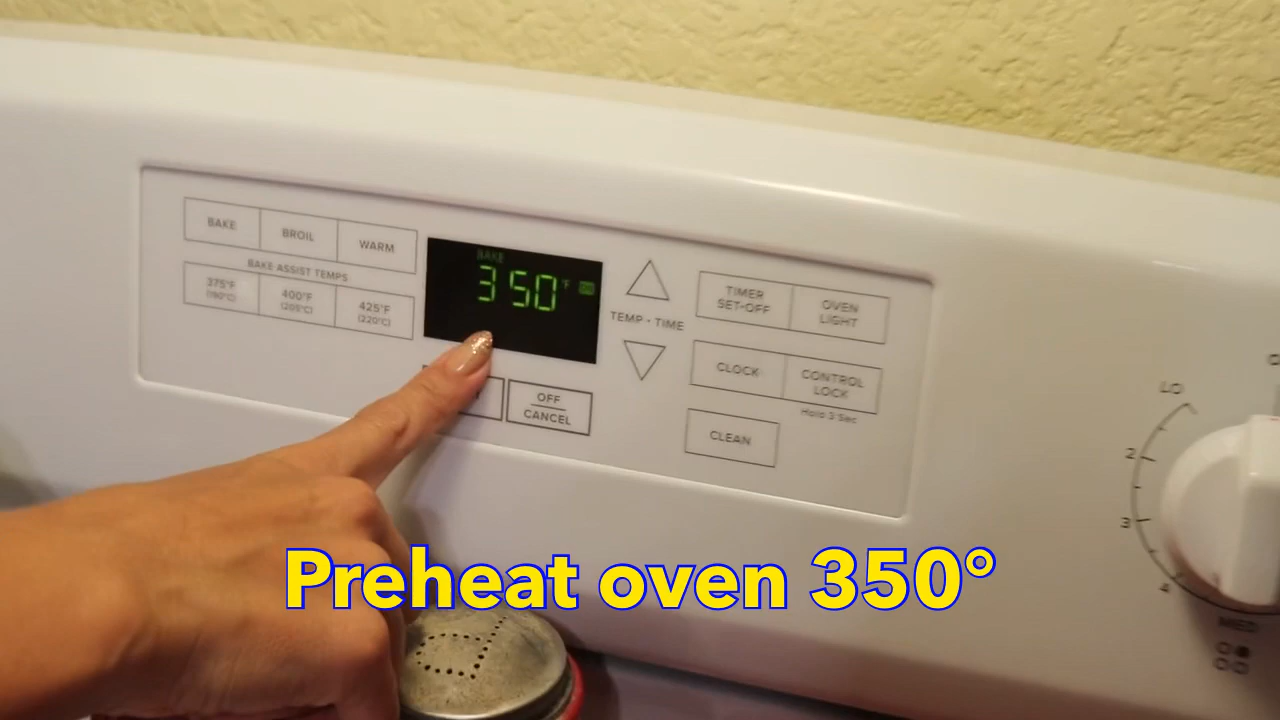 BAKE
BROIL
WARM
BAKE ASSIST TEMPS
375°F
(190°C)
400°F
(205°C)
425°F
(220°C)
BAKE
350°F
TEMP • TIME
OFF
CANCEL
TIMER
SET-OFF
OVEN
LIGHT
CLOCK
CONTROL
LOCK
Hold 3 Sec
CLEAN
LO
2
3
4
MED
Preheat oven 350°